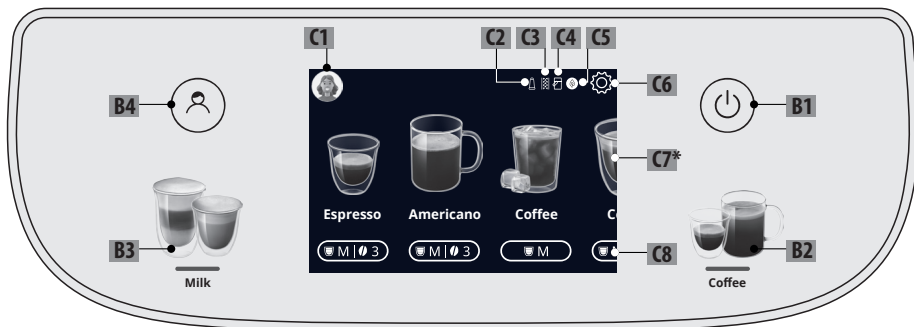 C1
C2 C3 C4 C5
C6
B4
B1
C7*
Espresso Americano Coffee C
M 3 M 3 M
C8
B3
B2
Milk
Coffee